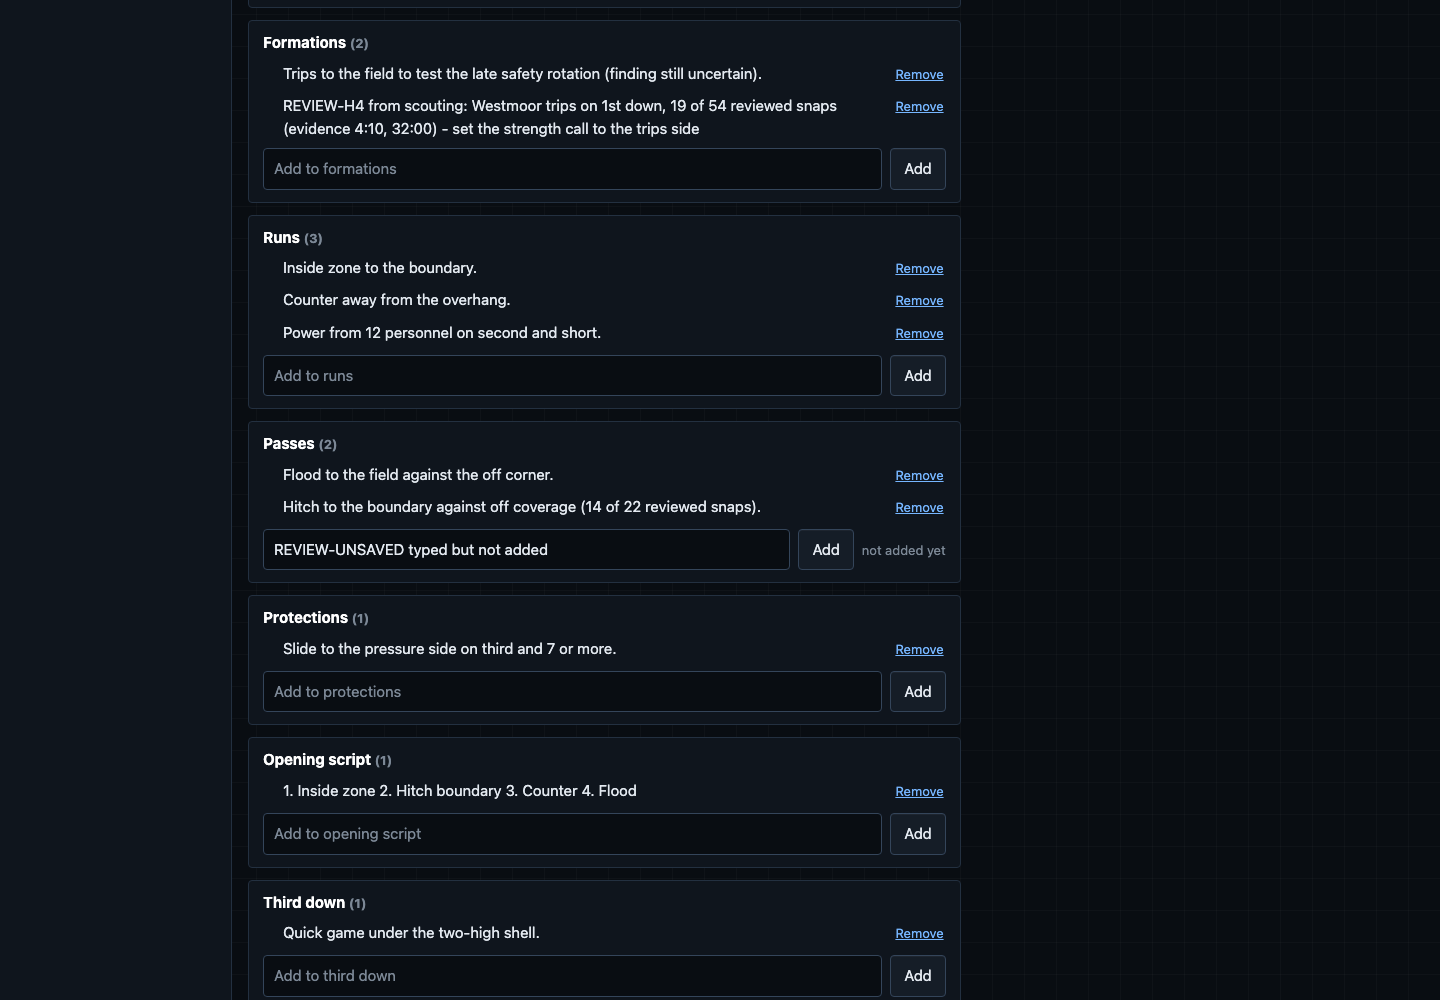 Formations (2)
Trips to the field to test the late safety rotation (finding still uncertain).
Remove
REVIEW-H4 from scouting: Westmoor trips on 1st down, 19 of 54 reviewed snaps
(evidence 4:10, 32:00) - set the strength call to the trips side
Remove
Add to formations
Add
Runs (3)
Inside zone to the boundary.
Remove
Counter away from the overhang.
Remove
Power from 12 personnel on second and short.
Remove
Add to runs
Add
Passes (2)
Flood to the field against the off corner.
Remove
Hitch to the boundary against off coverage (14 of 22 reviewed snaps).
Remove
REVIEW-UNSAVED typed but not added
Add
not added yet
Protections (1)
Slide to the pressure side on third and 7 or more.
Remove
Add to protections
Add
Opening script (1)
1. Inside zone 2. Hitch boundary 3. Counter 4. Flood
Remove
Add to opening script
Add
Third down (1)
Quick game under the two-high shell.
Remove
Add to third down
Add